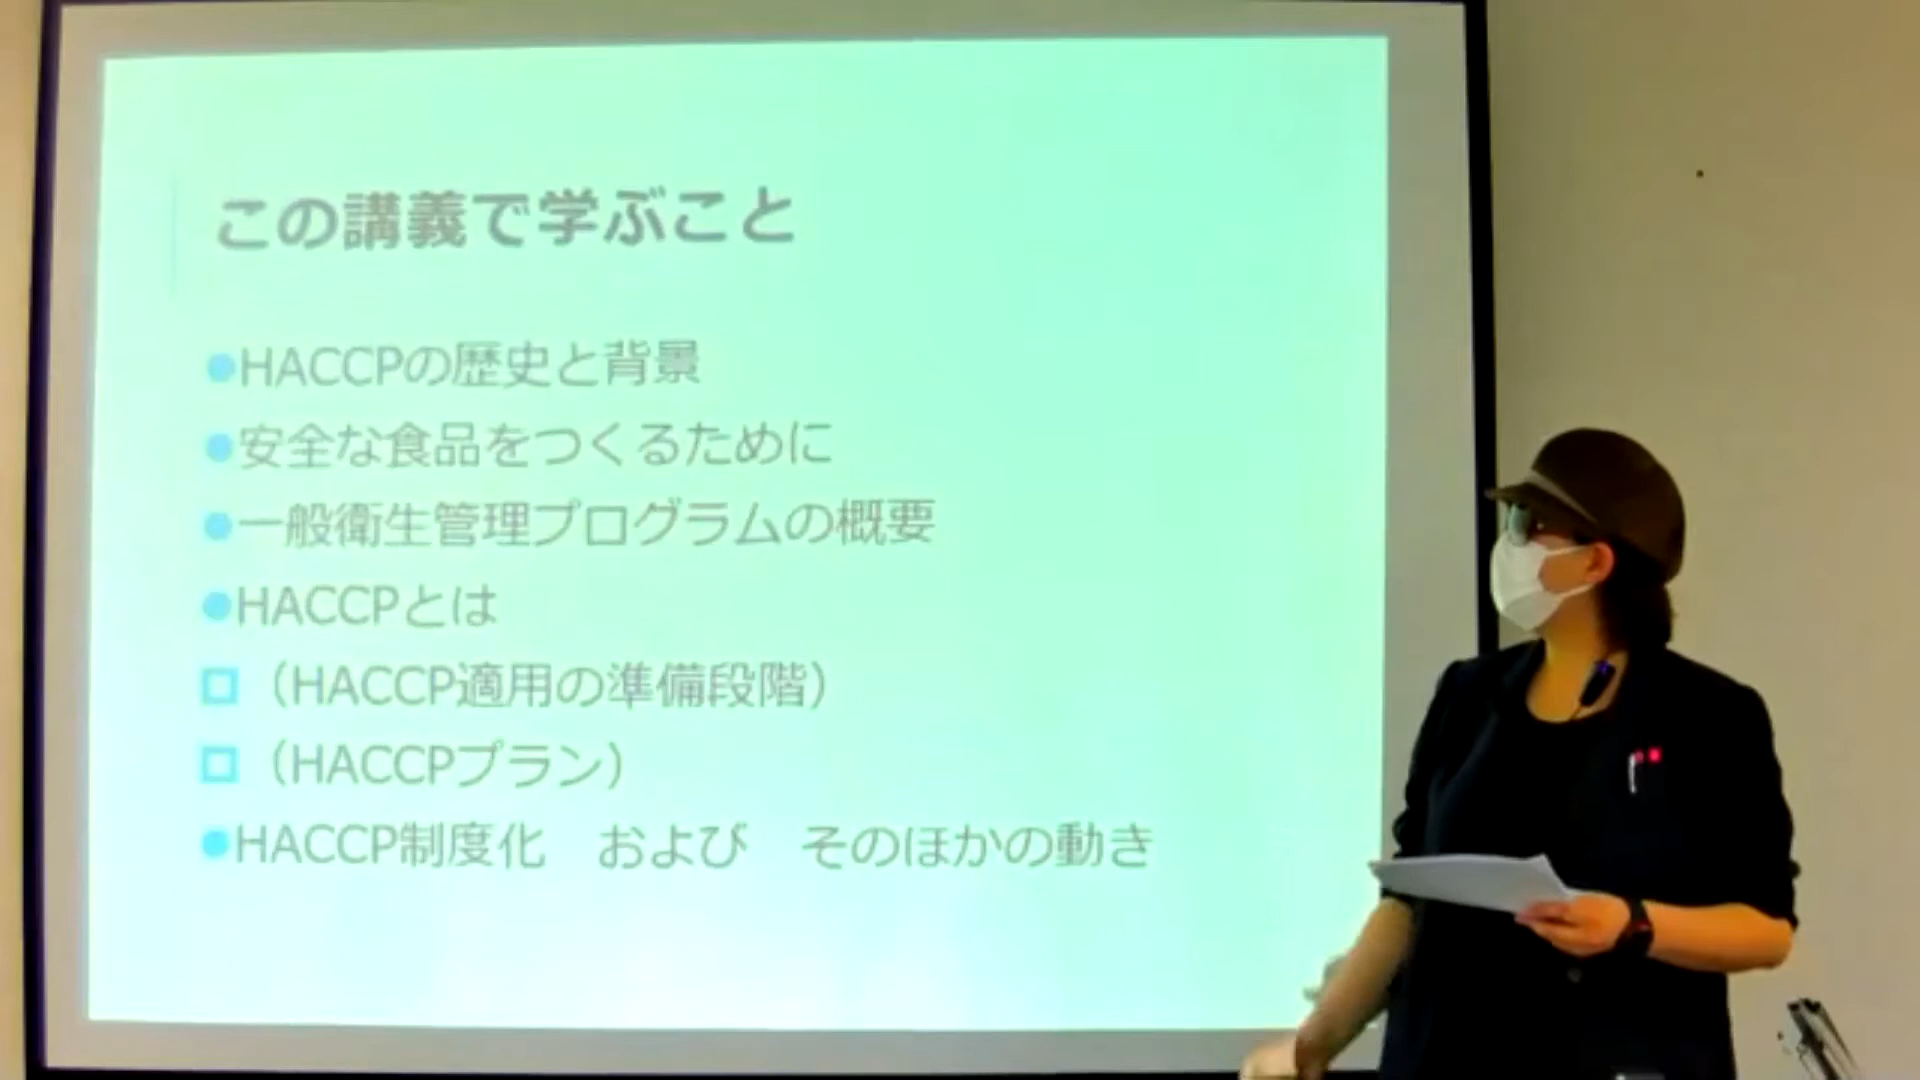 この講義で学ぶこと
●HACCPの歴史と背景
●安全な食品をつくるために
●一般衛生管理プログラムの概要
●HACCPとは
□（HACCP適用の準備段階）
□（HACCPプラン）
●HACCP制度化　および　そのほかの動き